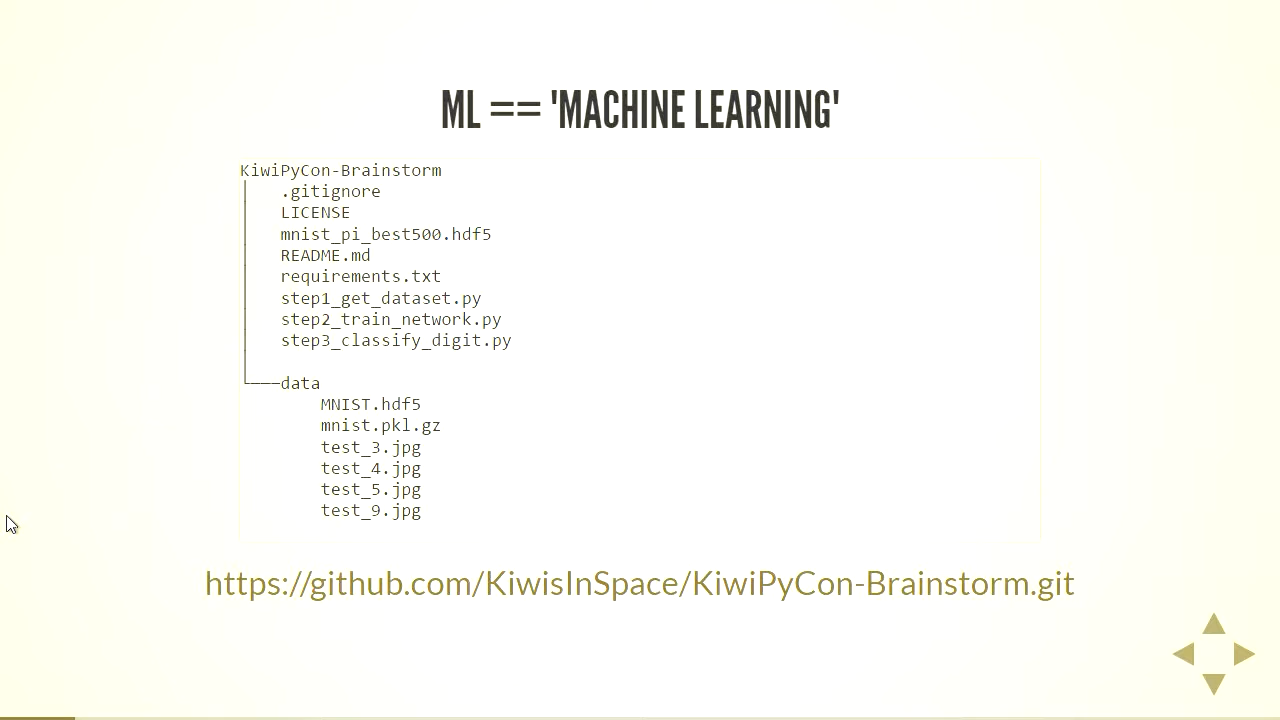 ML == 'MACHINE LEARNING'
KiwiPyCon-Brainstorm
.gitignore
LICENSE
mnist_pi_best500.hdf5
README.md
requirements.txt
step1_get_dataset.py
step2_train_network.py
step3_classify_digit.py
data
MNIST.hdf5
mnist.pkl.gz
test_3.jpg
test_4.jpg
test_5.jpg
test_9.jpg
https://github.com/KiwisInSpace/KiwiPyCon-Brainstorm.git